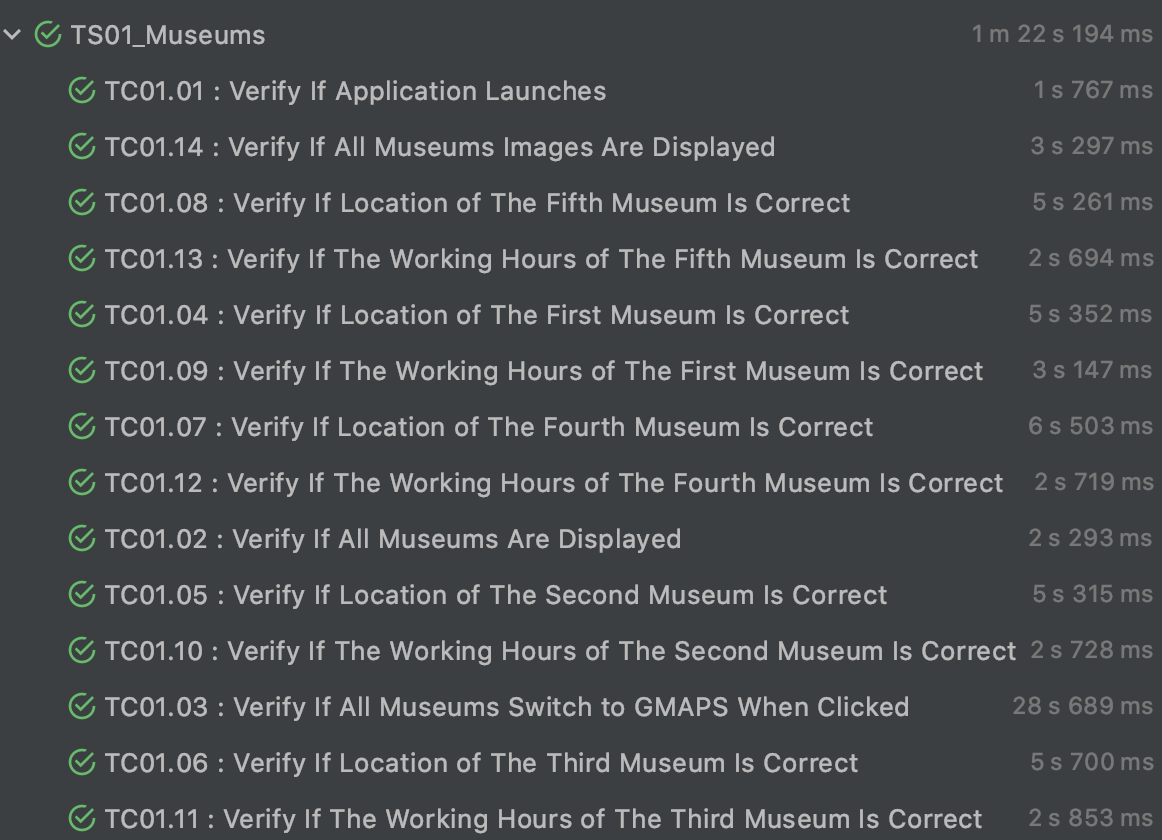 TS01_Museums 1 m 22 s 194 ms
TC01.01 : Verify If Application Launches 1 s 767 ms
TC01.14 : Verify If All Museums Images Are Displayed 3 s 297 ms
TC01.08 : Verify If Location of The Fifth Museum Is Correct 5 s 261 ms
TC01.13 : Verify If The Working Hours of The Fifth Museum Is Correct 2 s 694 ms
TC01.04 : Verify If Location of The First Museum Is Correct 5 s 352 ms
TC01.09 : Verify If The Working Hours of The First Museum Is Correct 3 s 147 ms
TC01.07 : Verify If Location of The Fourth Museum Is Correct 6 s 503 ms
TC01.12 : Verify If The Working Hours of The Fourth Museum Is Correct 2 s 719 ms
TC01.02 : Verify If All Museums Are Displayed 2 s 293 ms
TC01.05 : Verify If Location of The Second Museum Is Correct 5 s 315 ms
TC01.10 : Verify If The Working Hours of The Second Museum Is Correct 2 s 728 ms
TC01.03 : Verify If All Museums Switch to GMAPS When Clicked 28 s 689 ms
TC01.06 : Verify If Location of The Third Museum Is Correct 5 s 700 ms
TC01.11 : Verify If The Working Hours of The Third Museum Is Correct 2 s 853 ms